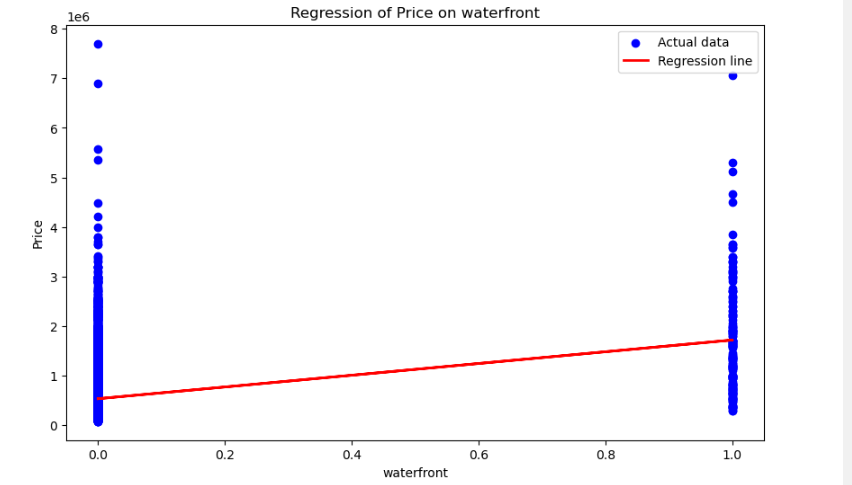 Regression of Price on waterfront
1e6
Actual data
Regression line
8
7
6
5
4
3
2
1
0
Price
0.0 0.2 0.4 0.6 0.8 1.0
waterfront